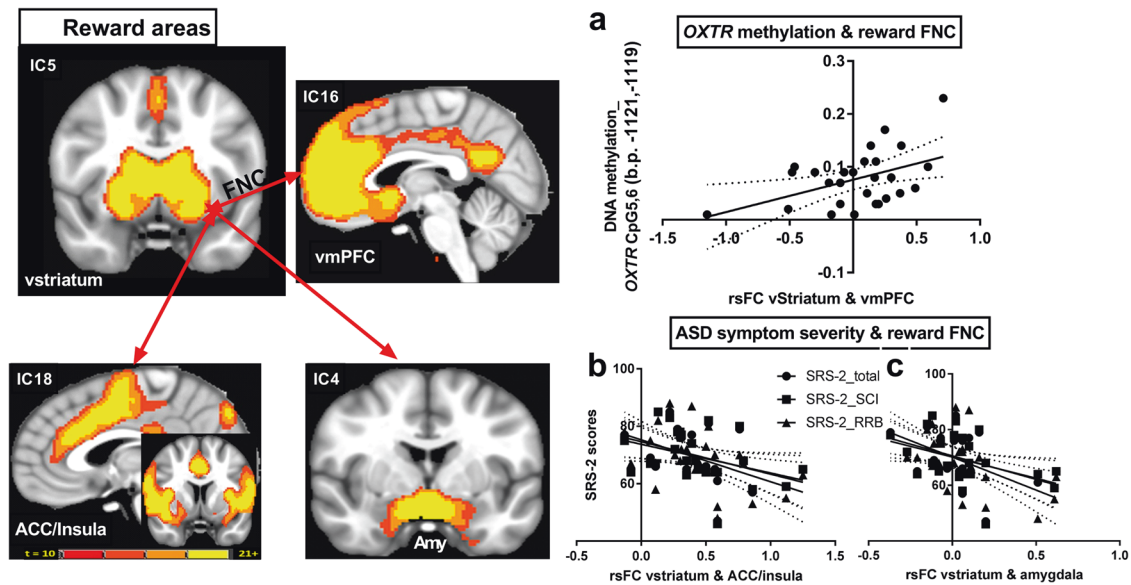 Reward areas
IC5
vstriatum
FNC
IC16
vmPFC
IC18
ACC/Insula
t = 10
21+
IC4
Amy
a
OXTR methylation & reward FNC
DNA methylation_
OXTR CpG5,6 (b.p. -1121,-1119)
0.3
0.2
0.1
-0.1
-1.5
-1.0
-0.5
0.5
1.0
rsFC vStriatum & vmPFC
ASD symptom severity & reward FNC
b
SRS-2_total
SRS-2_SCI
SRS-2_RRB
SRS-2 scores
100
80
60
-0.5
0.0
0.5
1.0
1.5
rsFC vstriatum & ACC/insula
c
100
80
60
-0.5
0.0
0.5
1.0
rsFC vstriatum & amygdala